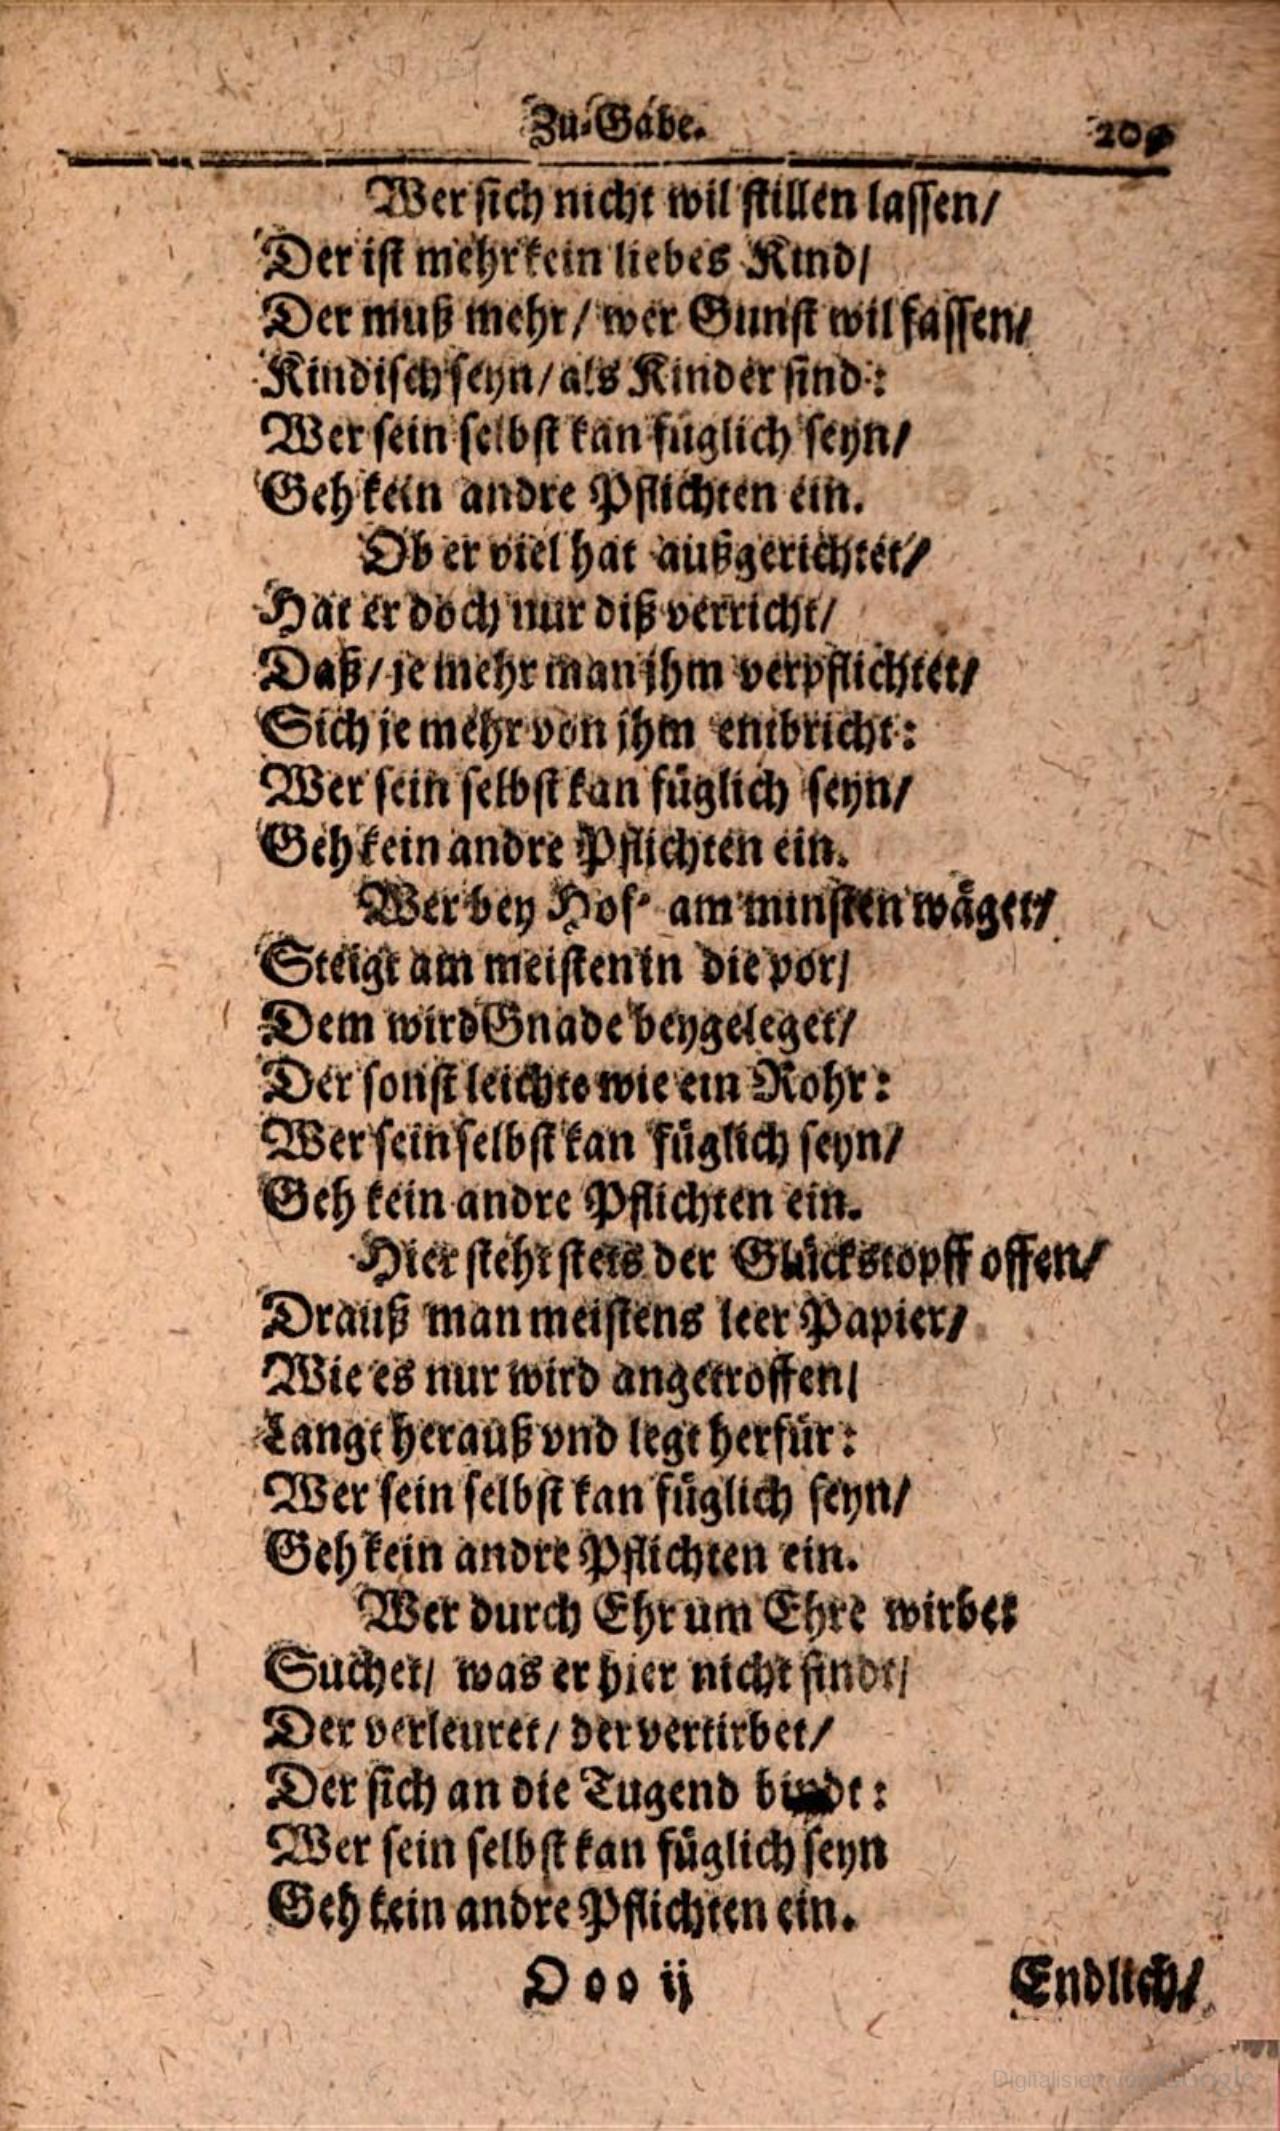 Zu-Gabe. 209
Wer sich nicht wil stillen lassen/
Der ist mehr kein liebes Kind/
Der muß mehr/ wer Gunst wil fassen/
Kindisch seyn/ als Kinder sind:
Wer sein selbst kan füglich seyn/
Geh kein andre Pflichten ein.
Ob er viel hat außgerichtet/
Hat er doch nur diß verricht/
Daß/ je mehr man jhm verpflichtet/
Sich je mehr von jhm entbricht:
Wer sein selbst kan füglich seyn/
Geh kein andre Pflichten ein.
Wer bey Hof' am minsten wäget/
Steigt am meisten in die por/
Dem wird Gnade beygeleget/
Der sonst leichte wie ein Rohr:
Wer sein selbst kan füglich seyn/
Geh kein andre Pflichten ein.
Hier steht stets der Glückstopff offen/
Drauß man meistens leer Papier/
Wie es nur wird angetroffen/
Langt herauß vnd legt herfür:
Wer sein selbst kan füglich seyn/
Geh kein andre Pflichten ein.
Wer durch Ehr um Ehre wirbet
Suchet/ was er hier nicht findt/
Der verleuret/ der vertirbet/
Der sich an die Tugend bindt:
Wer sein selbst kan füglich seyn
Geh kein andre Pflichten ein.
Ooo ij Endlich/
Digitalisiert von Google